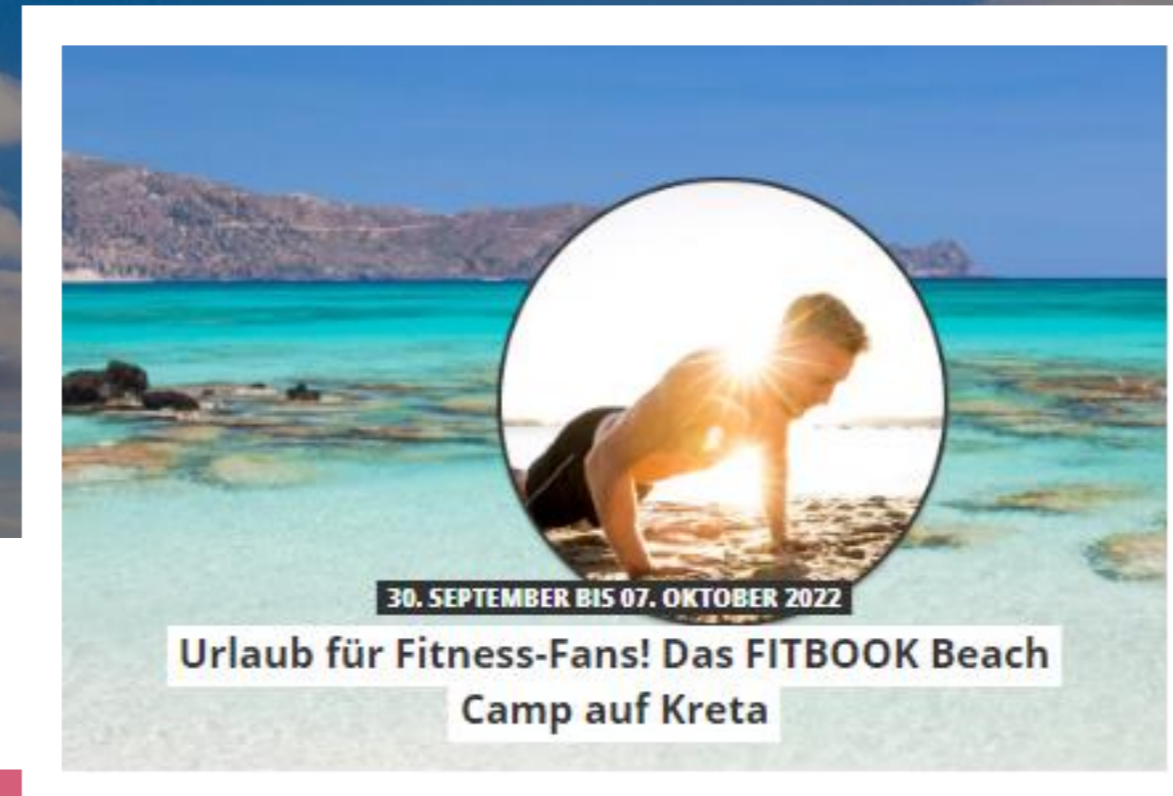 30. SEPTEMBER BIS 07. OKTOBER 2022
Urlaub für Fitness-Fans! Das FITBOOK Beach
Camp auf Kreta